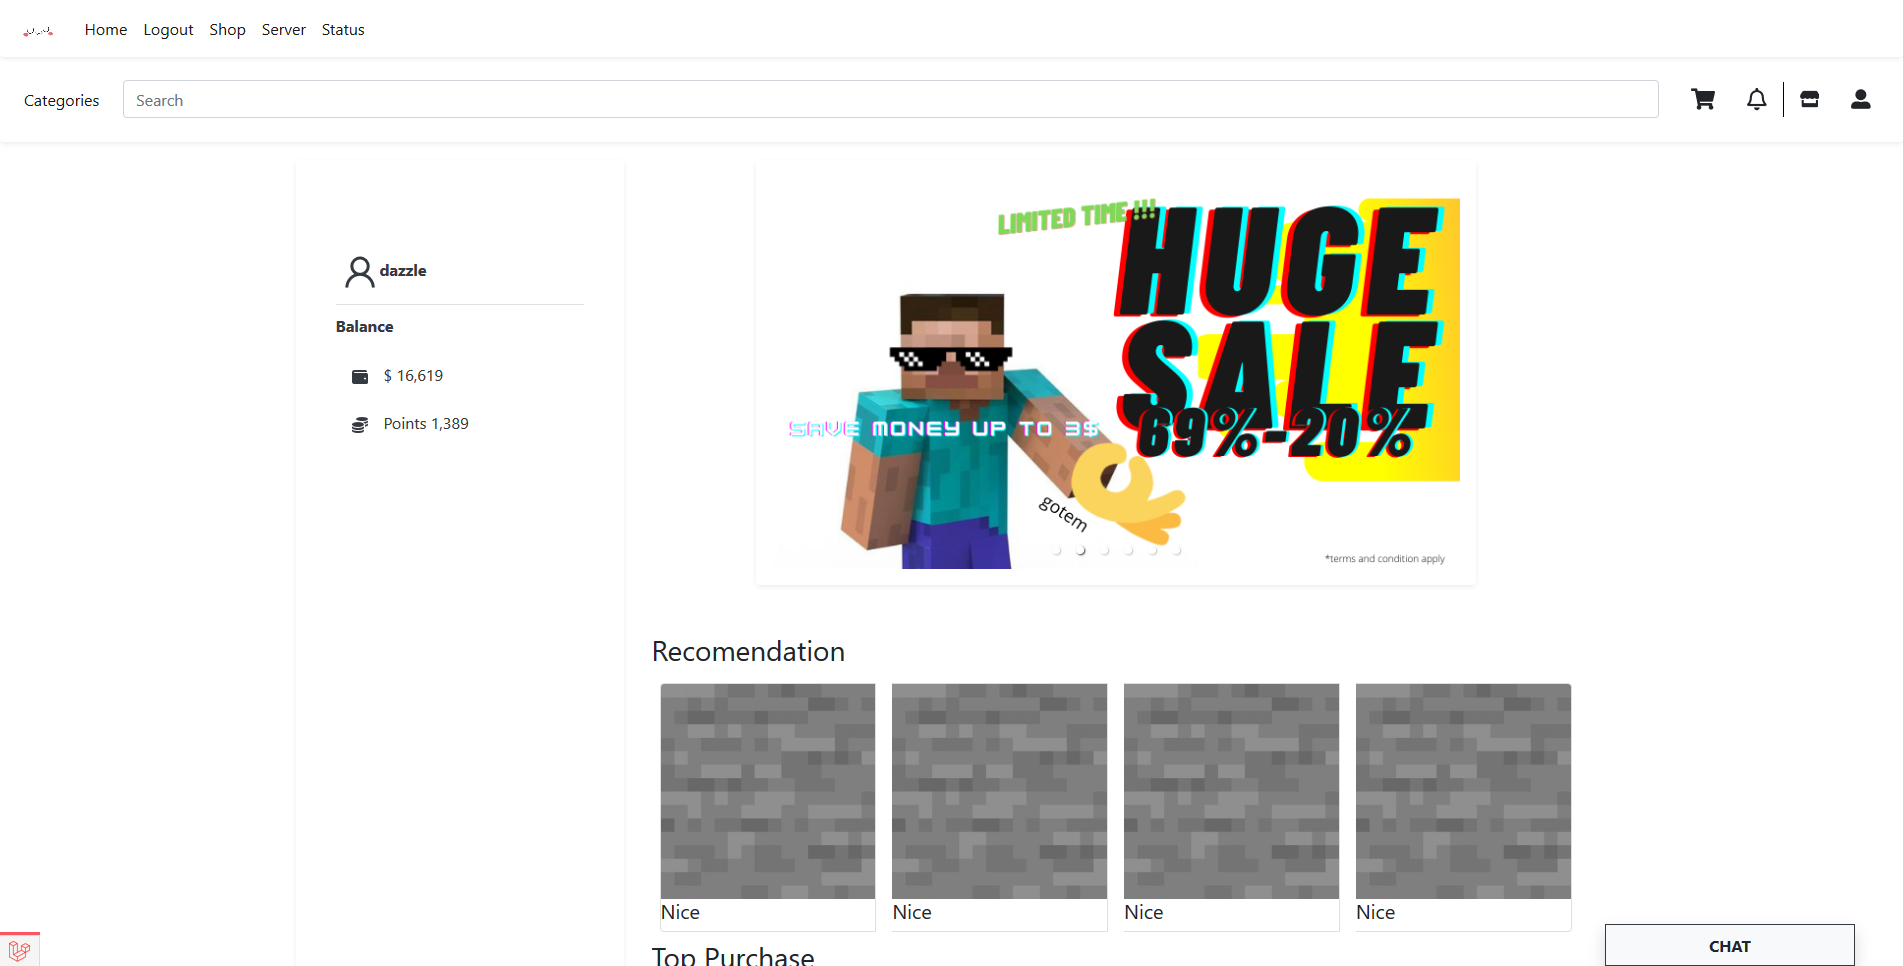 Home Logout Shop Server Status
Categories Search
dazzle
Balance
$ 16,619
Points 1,389
LIMITED TIME !!!
HUGE
SALE
69%-20%
SAVE MONEY UP TO 3$
gotem
*terms and condition apply
Recomendation
Nice Nice Nice Nice
Top Purchase
CHAT